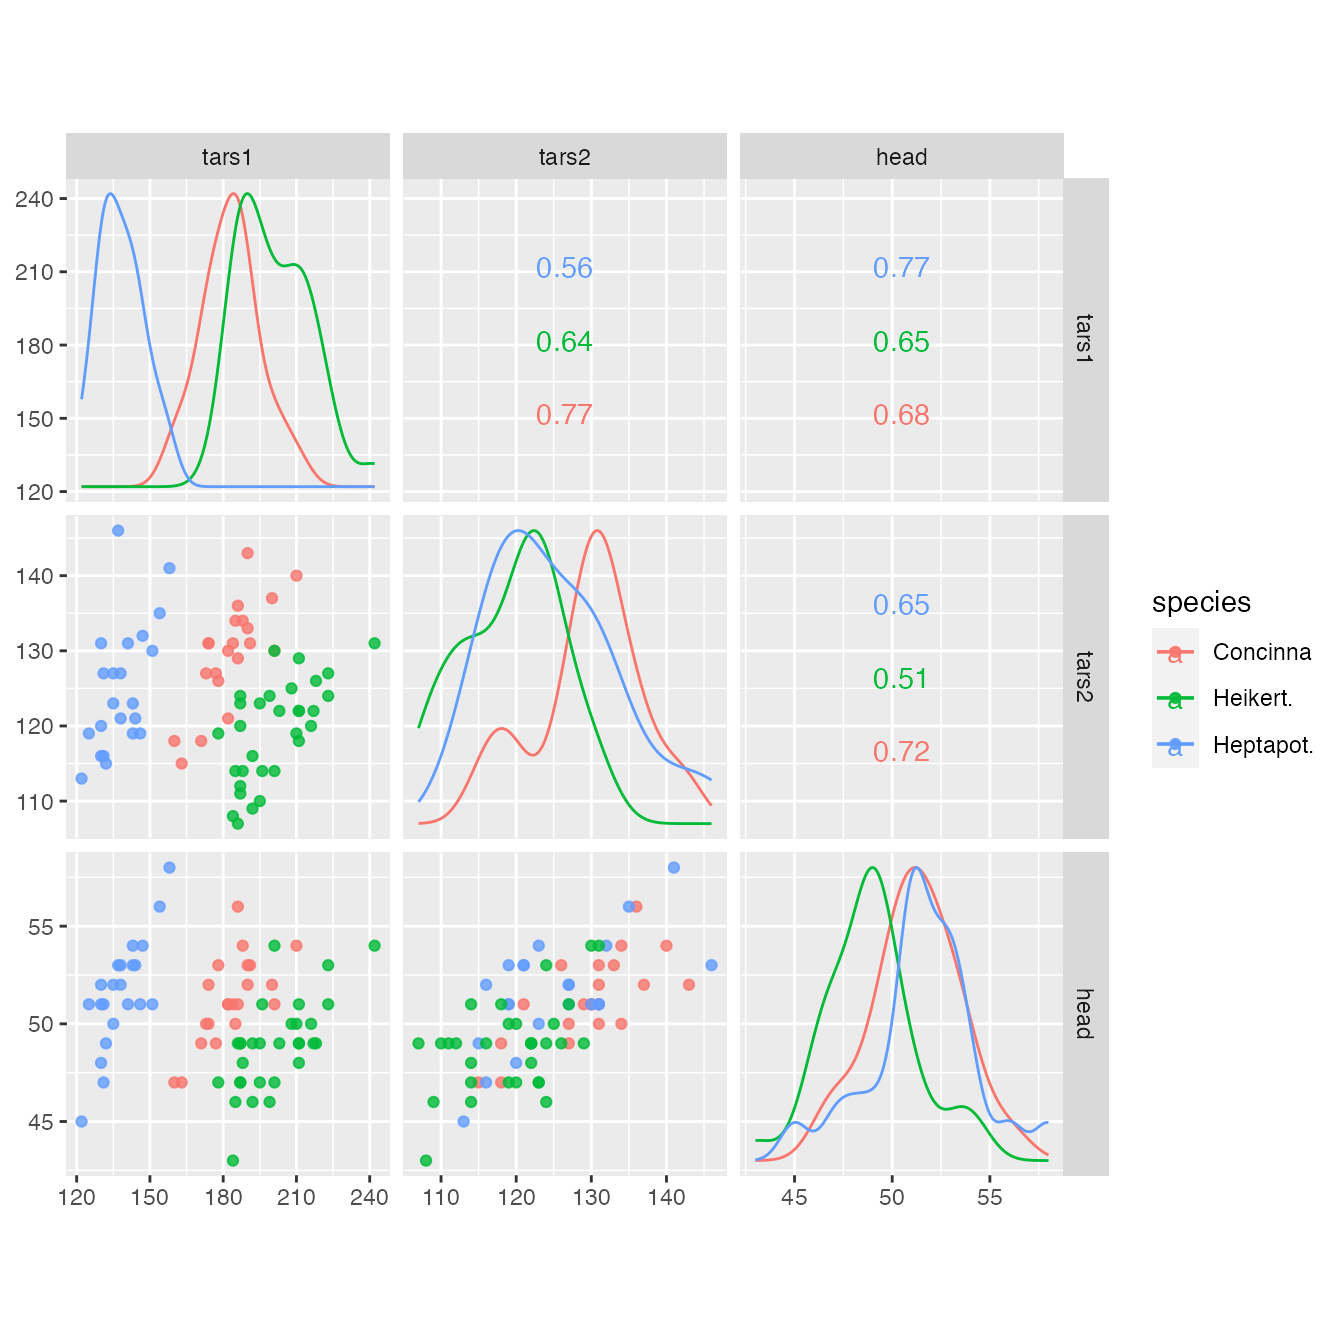 tars1 tars2 head
240
210
180
150
120
0.56 0.77
0.64 0.65
0.77 0.68
tars1
140
130
120
110
0.65
0.51
0.72
tars2
55
50
45
head
120 150 180 210 240 110 120 130 140 45 50 55
species
a Concinna
a Heikert.
a Heptapot.